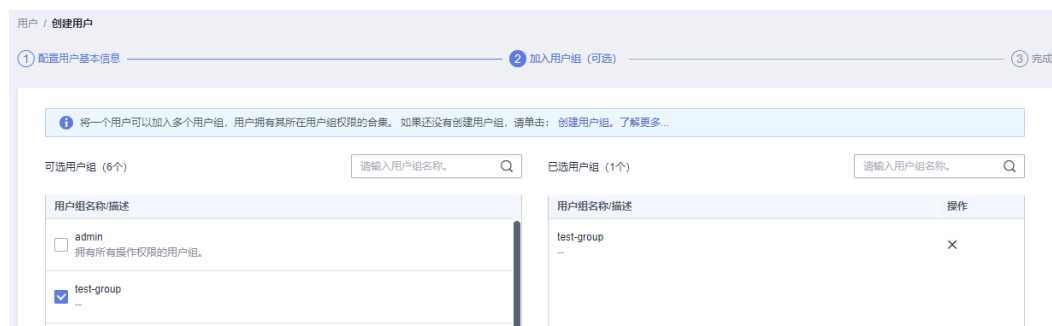 用户 / 创建用户
1 配置用户基本信息
2 加入用户组（可选）
3 完成
将一个用户可以加入多个用户组，用户拥有其所在用户组权限的合集。 如果还没有创建用户组，请单击： 创建用户组。了解更多...
可选用户组（6个）
请输入用户组名称。
已选用户组（1个）
请输入用户组名称。
用户组名称/描述
admin
拥有所有操作权限的用户组。
test-group
--
用户组名称/描述 操作
test-group
--